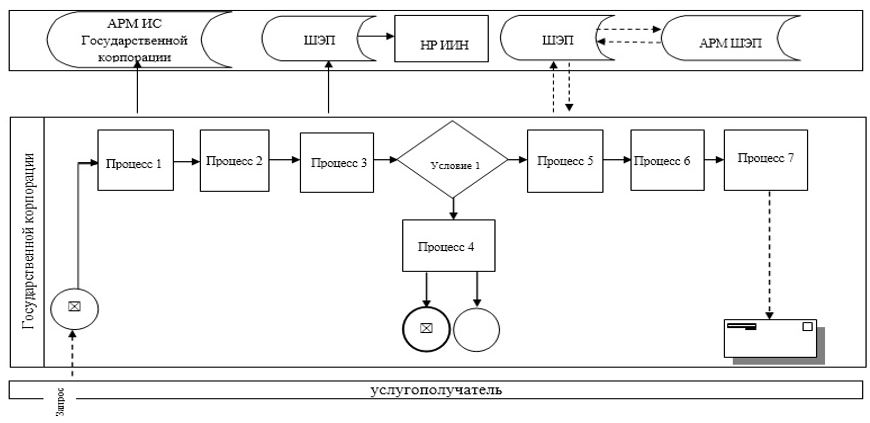 АРМ ИС
Государственной
корпорации
ШЭП
НР ИИН
ШЭП
АРМ ШЭП
Государственной корпорации
Процесс 1
Процесс 2
Процесс 3
Условие 1
Процесс 5
Процесс 6
Процесс 7
Процесс 4
услугополучатель
Запрос